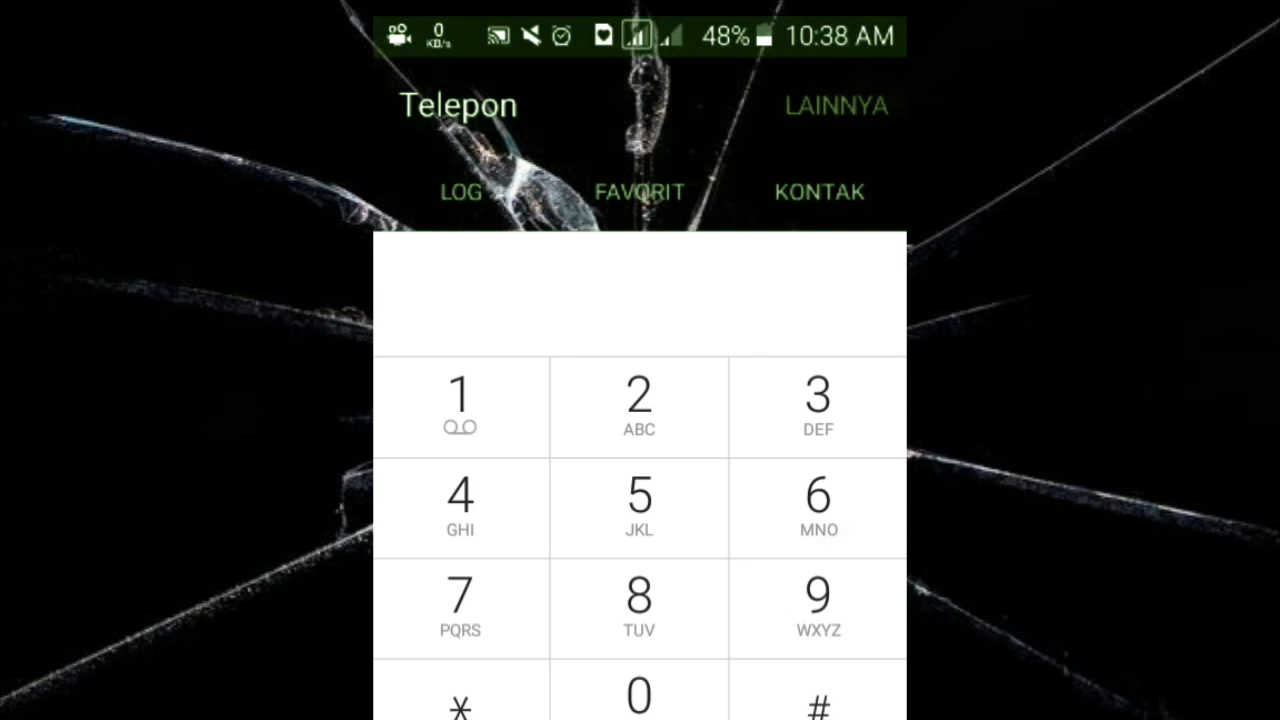 0 KB/s 48% 10:38 AM
Telepon LAINNYA
LOG FAVORIT KONTAK
1 2 3
ABC DEF
4 5 6
GHI JKL MNO
7 8 9
PQRS TUV WXYZ
* 0 #